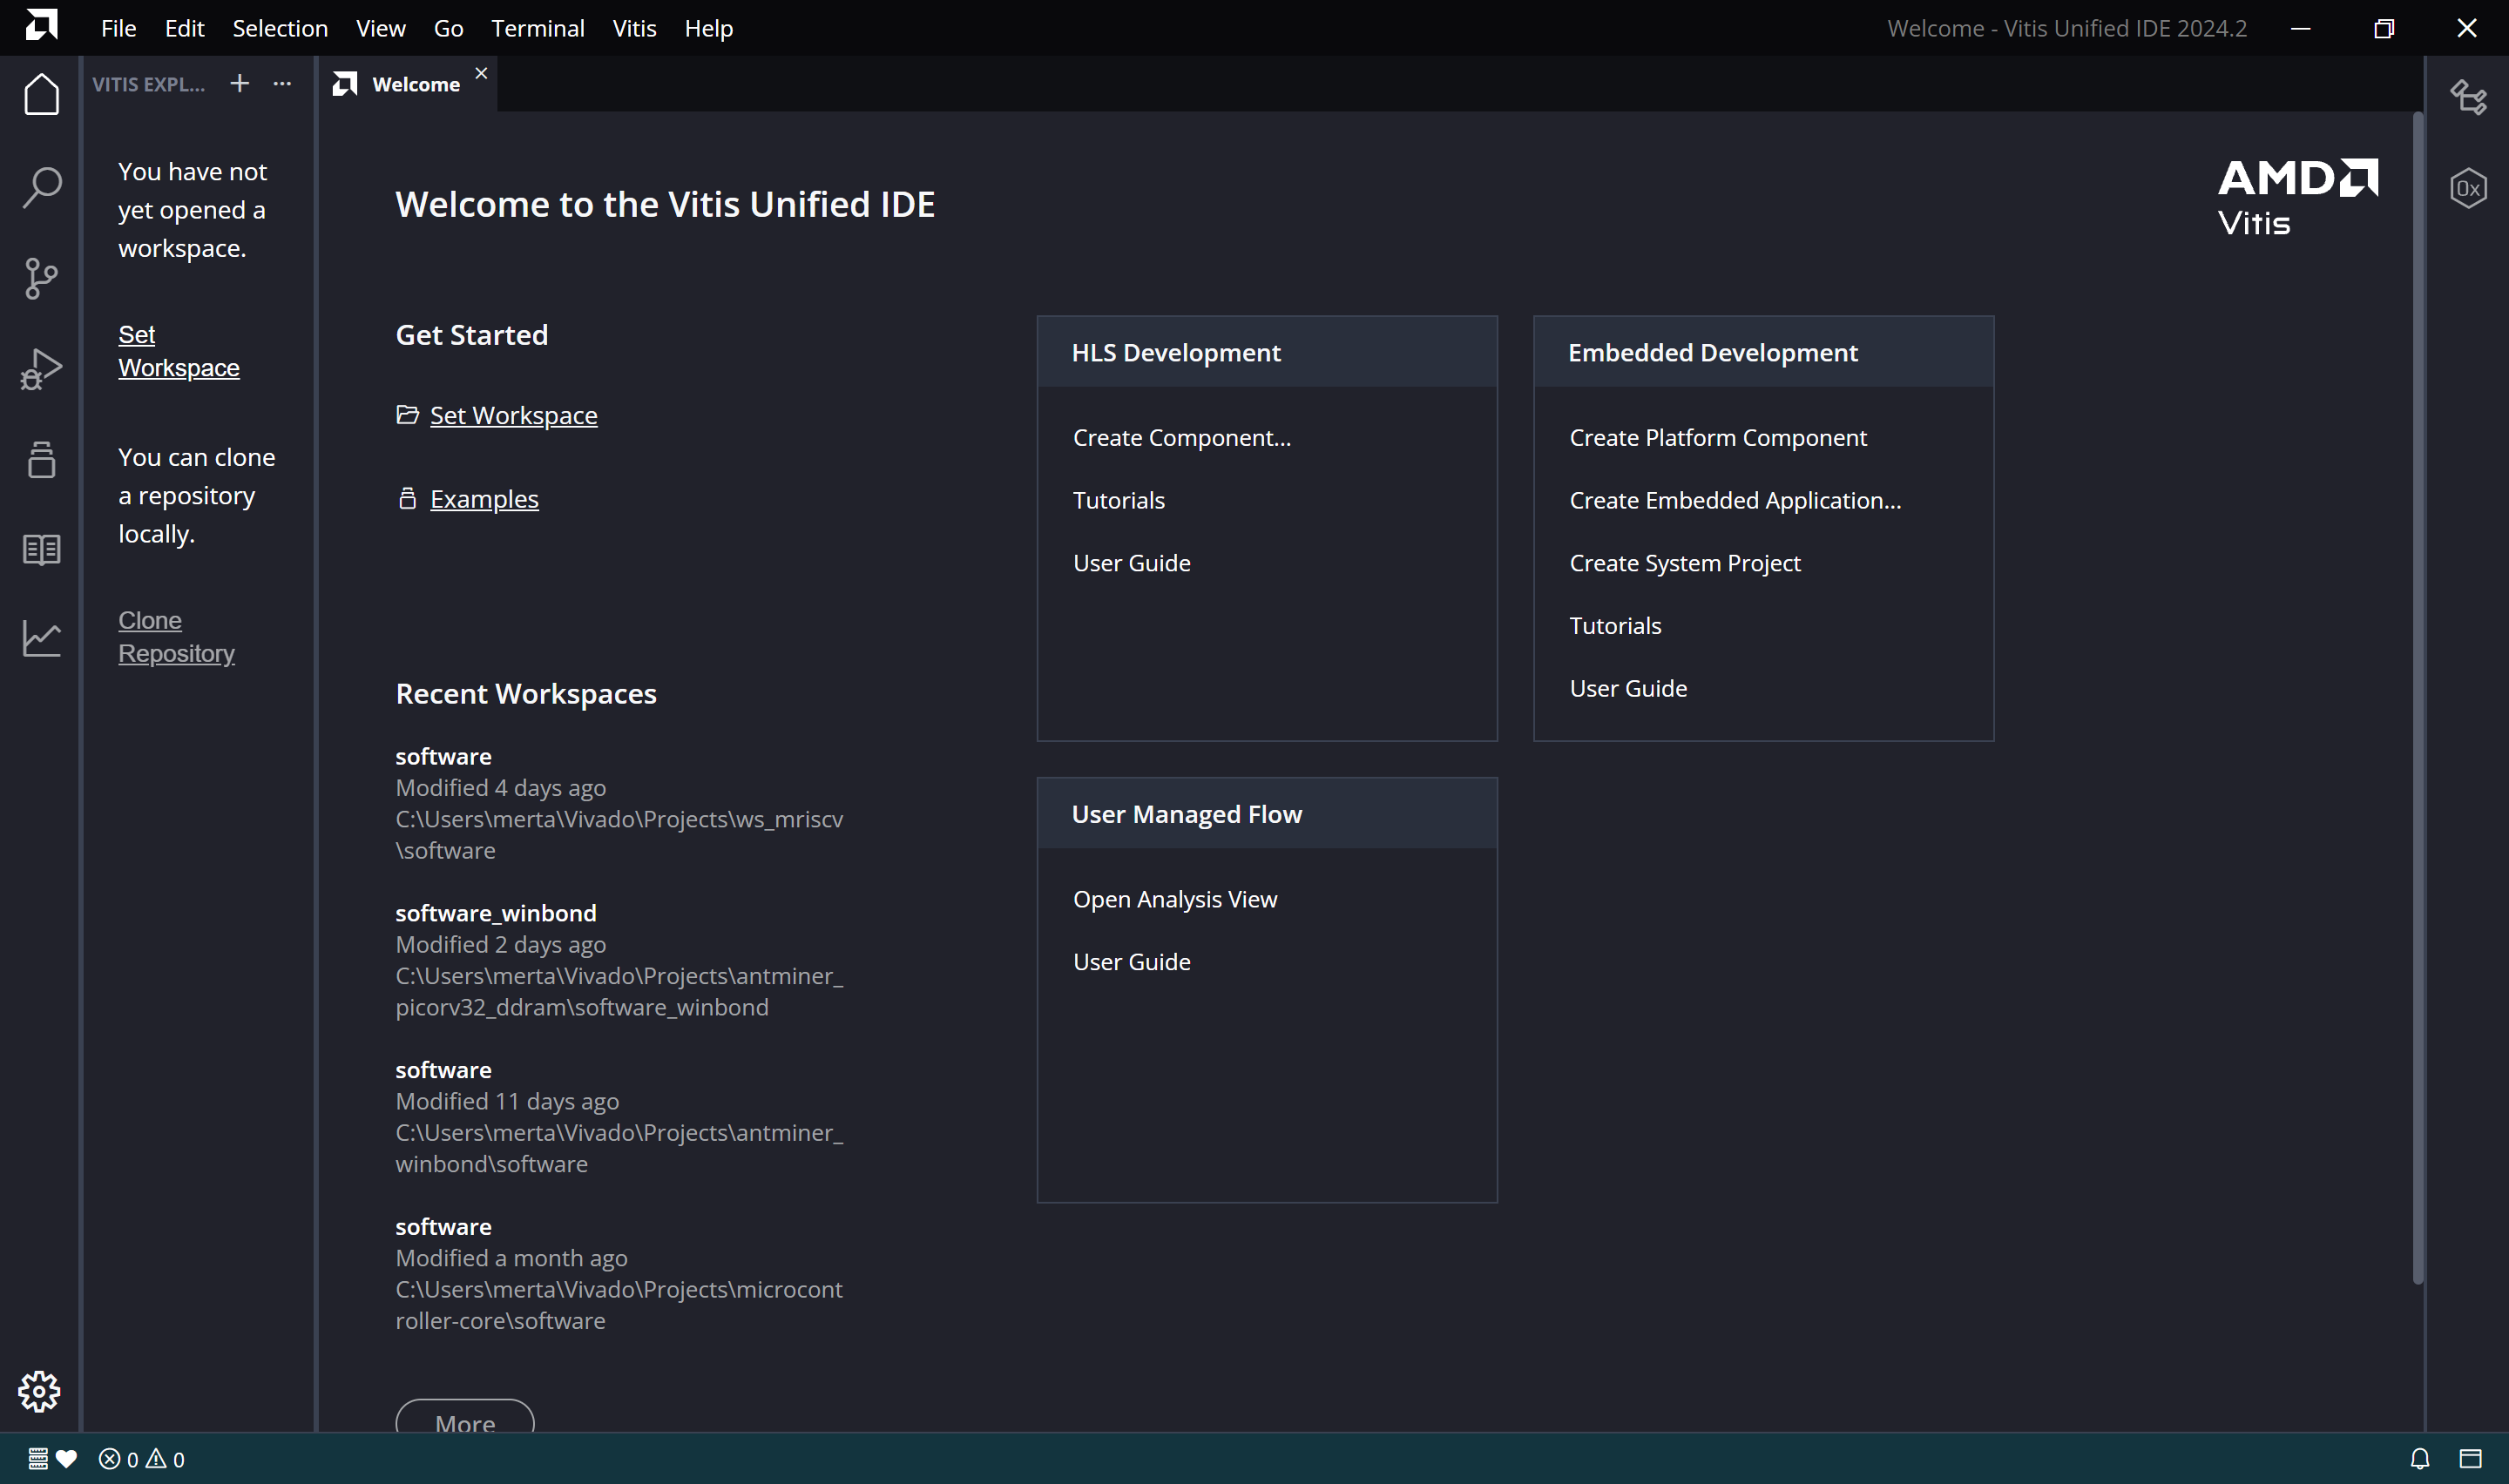 File Edit Selection View Go Terminal Vitis Help
Welcome - Vitis Unified IDE 2024.2
VITIS EXPL...
Welcome
You have not
yet opened a
workspace.
Set
Workspace
You can clone
a repository
locally.
Clone
Repository
Welcome to the Vitis Unified IDE
AMD
Vitis
0x
Get Started
Set Workspace
Examples
Recent Workspaces
software
Modified 4 days ago
C:\Users\merta\Vivado\Projects\ws_mriscv
\software
software_winbond
Modified 2 days ago
C:\Users\merta\Vivado\Projects\antminer_
picorv32_ddram\software_winbond
software
Modified 11 days ago
C:\Users\merta\Vivado\Projects\antminer_
winbond\software
software
Modified a month ago
C:\Users\merta\Vivado\Projects\microcont
roller-core\software
More
HLS Development
Create Component...
Tutorials
User Guide
Embedded Development
Create Platform Component
Create Embedded Application...
Create System Project
Tutorials
User Guide
User Managed Flow
Open Analysis View
User Guide
0 0